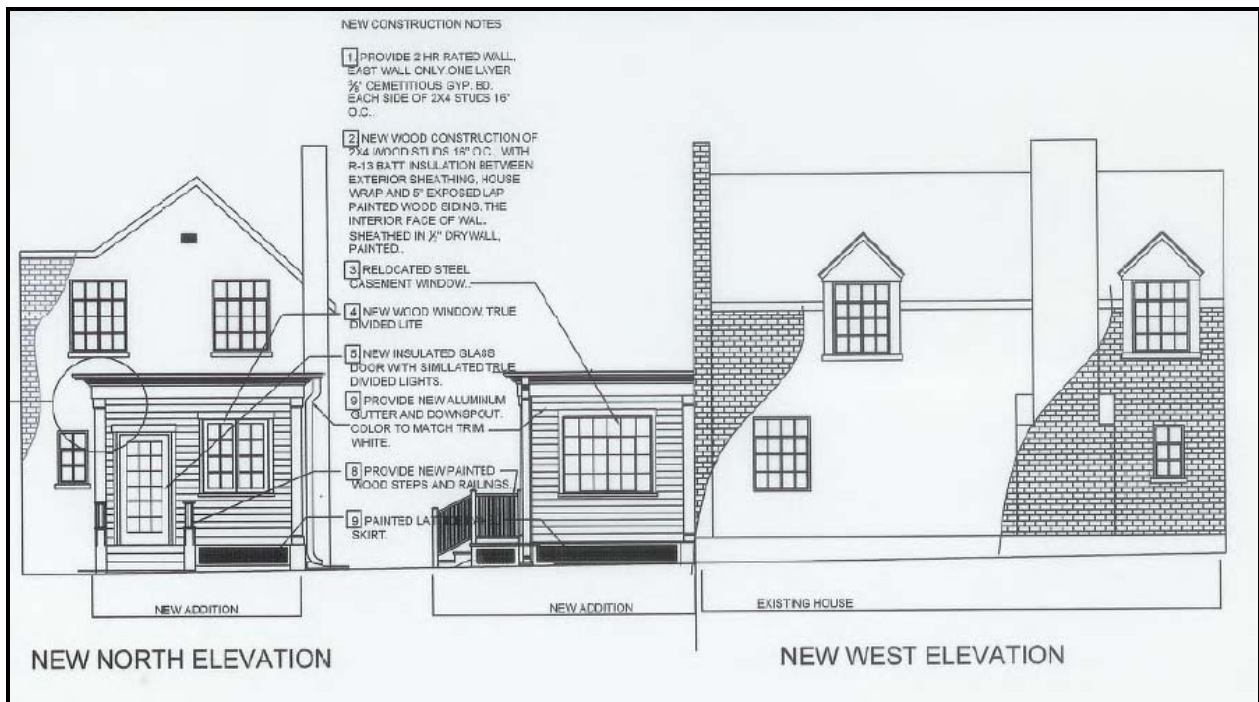 NEW CONSTRUCTION NOTES
1. PROVIDE 2 HR RATED WALL,
EAST WALL ONLY. ONE LAYER
⅝" CEMETITIOUS GYP. BD.
EACH SIDE OF 2X4 STUDS 16"
O.C..
2 NEW WOOD CONSTRUCTION OF
2X4 WOOD STUDS 16" O.C., WITH
R-13 BATT INSULATION BETWEEN
EXTERIOR SHEATHING, HOUSE
WRAP AND 5" EXPOSED LAP
PAINTED WOOD SIDING. THE
INTERIOR FACE OF WALL
SHEATHED IN ½" DRYWALL,
PAINTED..
3 RELOCATED STEEL
CASEMENT WINDOW..
4 NEW WOOD WINDOW, TRUE
DIVIDED LITE
5 NEW INSULATED GLASS
DOOR WITH SIMULATED TRUE
DIVIDED LIGHTS.
9 PROVIDE NEW ALUMINUM
GUTTER AND DOWNSPOUT.
COLOR TO MATCH TRIM
WHITE.
8 PROVIDE NEW PAINTED
WOOD STEPS AND RAILINGS
9 PAINTED
SKIRT.
NEW ADDITION
NEW ADDITION
EXISTING HOUSE
NEW NORTH ELEVATION
NEW WEST ELEVATION